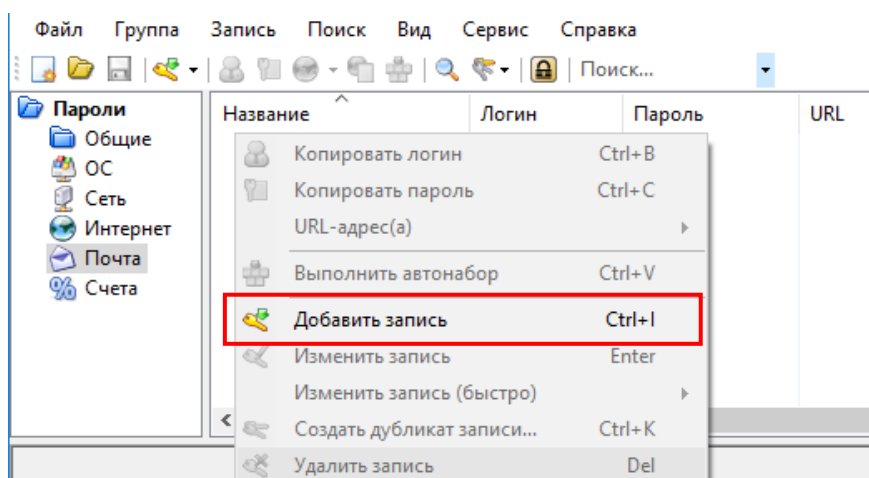 Файл Группа Запись Поиск Вид Сервис Справка
Поиск...
Пароли
Общие
ОС
Сеть
Интернет
Почта
Счета
Название Логин Пароль URL
Копировать логин Ctrl+B
Копировать пароль Ctrl+C
URL-адрес(а)
Выполнить автонабор Ctrl+V
Добавить запись Ctrl+I
Изменить запись Enter
Изменить запись (быстро)
Создать дубликат записи... Ctrl+K
Удалить запись Del